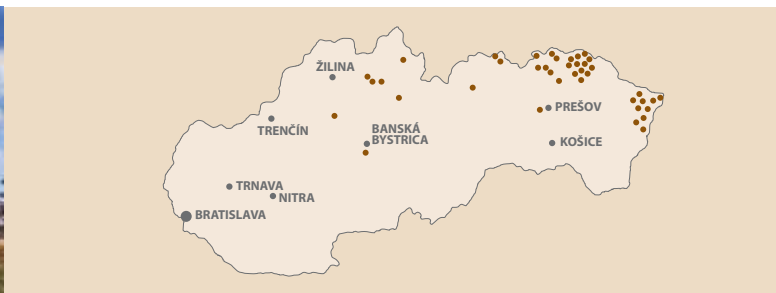 ŽILINA
TRENČÍN
BANSKÁ
BYSTRICA
PREŠOV
KOŠICE
TRNAVA
NITRA
BRATISLAVA